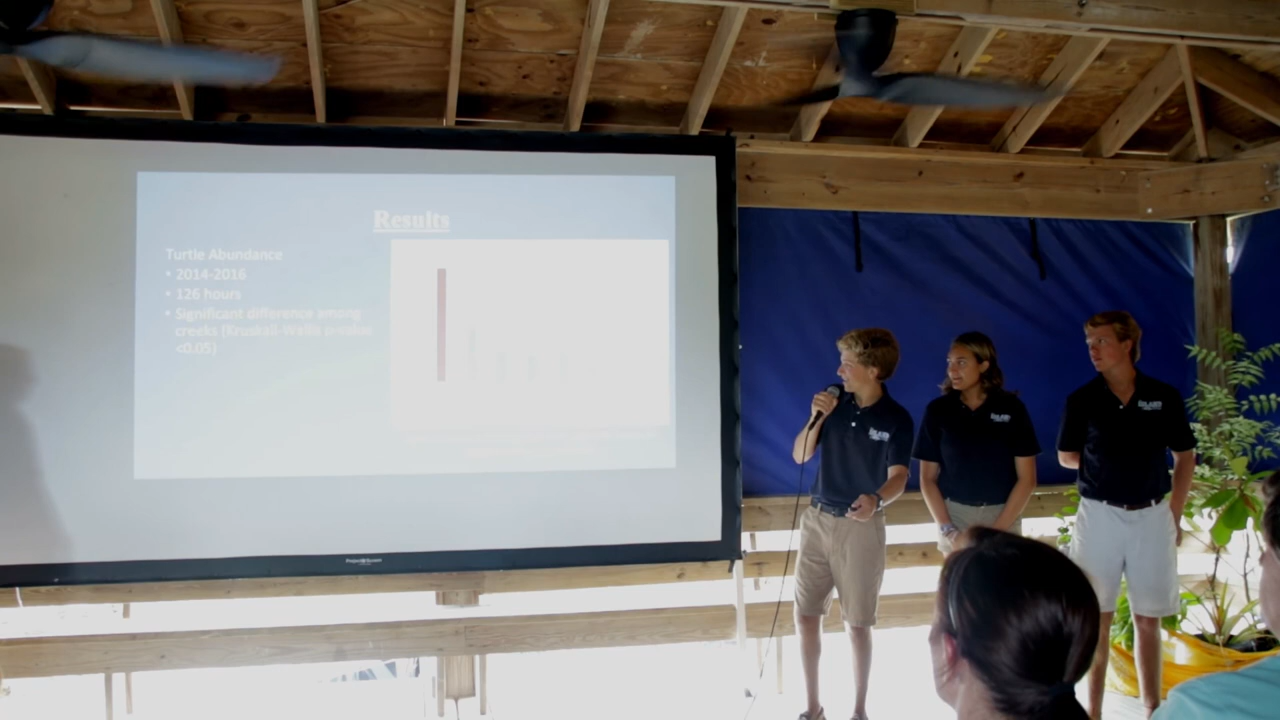 Results
Turtle Abundance
• 2014-2016
• 126 hours
• Significant difference among
creeks (Kruskall-Wallis p-value
<0.05)